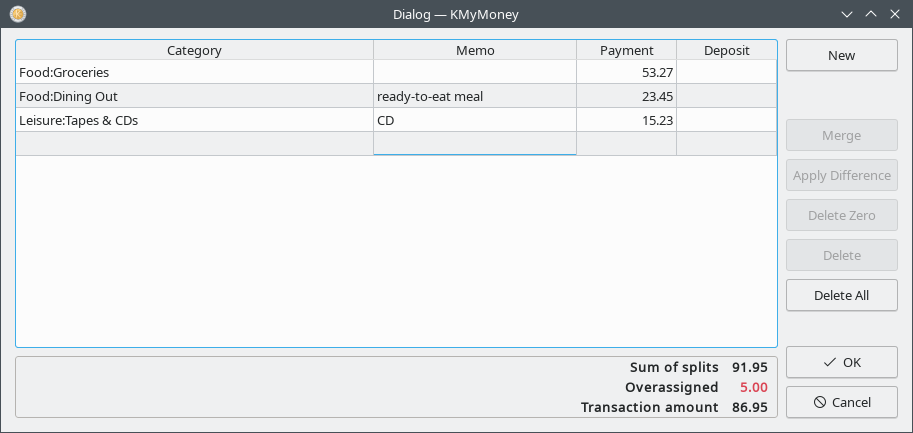 Dialog — KMyMoney
Category Memo Payment Deposit
Food:Groceries 53.27
Food:Dining Out ready-to-eat meal 23.45
Leisure:Tapes & CDs CD 15.23
New
Merge
Apply Difference
Delete Zero
Delete
Delete All
Sum of splits 91.95
Overassigned 5.00
Transaction amount 86.95
OK
Cancel